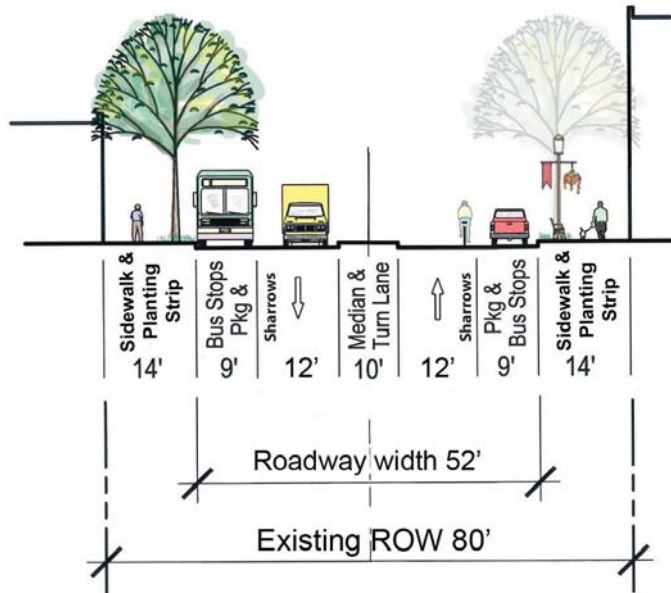 Sidewalk &
Planting
Strip
Bus Stops
Pkg &
Sharrows
Median &
Turn Lane
Sharrows
Pkg &
Bus Stops
Sidewalk &
Planting
Strip
14' 9' 12' 10' 12' 9' 14'
Roadway width 52'
Existing ROW 80'